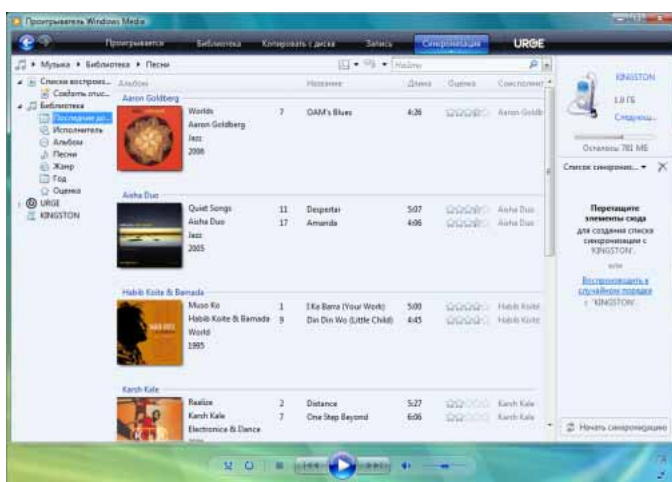 Проигрыватель Windows Media
Проигрывается Библиотека Копировать с диска Запись Синхронизация URGE
Музыка Библиотека Песни Найти
Списки воспроиз...
Создать спис...
Библиотека
Последние до...
Исполнитель
Альбом
Песни
Жанр
Год
Оценка
URGE
KINGSTON
Альбом Название Длина Оценка
Aaron Goldberg
Worlds 7 OAM's Blues 4:26 Aaron Goldb
Aaron Goldberg
Jazz
2006
Aisha Duo
Quiet Songs 11 Despertar 5:07 Aisha Duo
Aisha Duo 17 Amanda 4:06 Aisha Duo
Jazz
2005
Habib Koite & Bamada
Muso Ko 1 I Ka Barra (Your Work) 5:00 Habib Koite
Habib Koite & Bamada 9 Din Din Wo (Little Child) 4:45 Habib Koite
World
1995
Karsh Kale
Realize 2 Distance 5:27 Karsh Kale
Karsh Kale 7 One Step Beyond 6:06 Karsh Kale
Electronica & Dance
KINGSTON
Следующ...
Осталось 781 МБ
Список синхрониз...
Перетащите
элементы сюда
для создания списка
синхронизации с
'KINGSTON'.
или
Воспроизводить в
случайном порядке
с 'KINGSTON'.
Начать синхронизацию